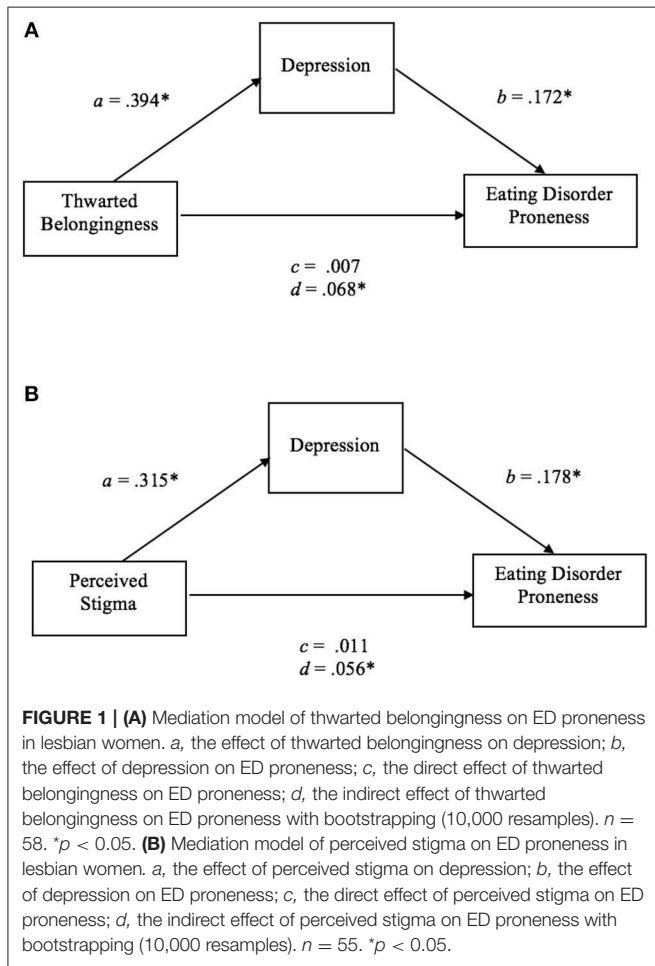 A
Depression
a = .394*
b = .172*
Thwarted
Belongingness
Eating Disorder
Proneness
c = .007
d = .068*
B
Depression
a = .315*
b = .178*
Perceived
Stigma
Eating Disorder
Proneness
c = .011
d = .056*
FIGURE 1 | (A) Mediation model of thwarted belongingness on ED proneness
in lesbian women. a, the effect of thwarted belongingness on depression; b,
the effect of depression on ED proneness; c, the direct effect of thwarted
belongingness on ED proneness; d, the indirect effect of thwarted
belongingness on ED proneness with bootstrapping (10,000 resamples). n =
58. *p < 0.05. (B) Mediation model of perceived stigma on ED proneness in
lesbian women. a, the effect of perceived stigma on depression; b, the effect
of depression on ED proneness; c, the direct effect of perceived stigma on ED
proneness; d, the indirect effect of perceived stigma on ED proneness with
bootstrapping (10,000 resamples). n = 55. *p < 0.05.